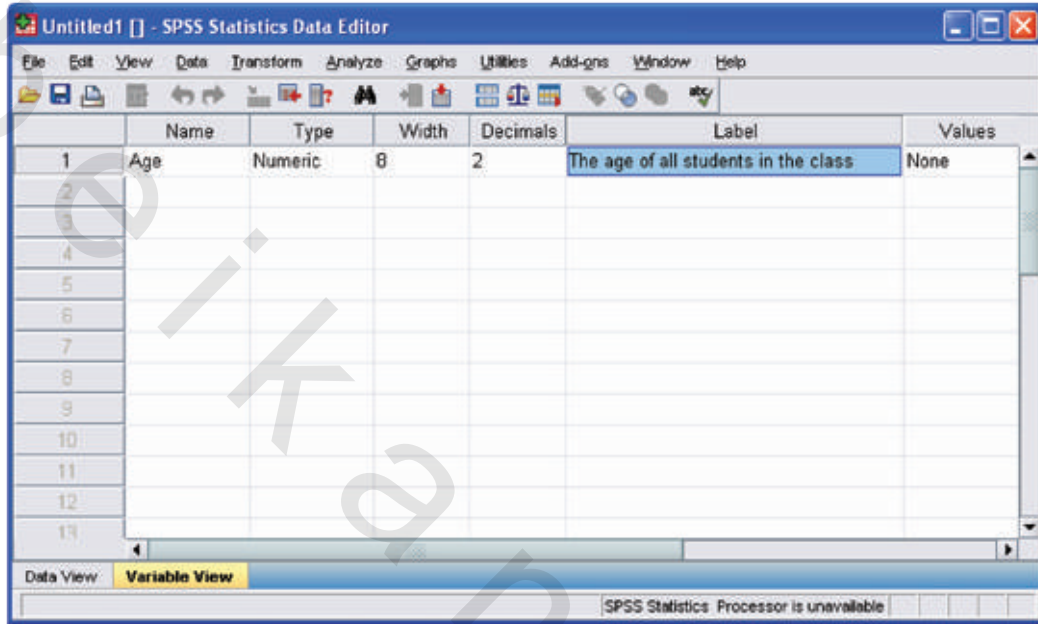 Untitled1 [] - SPSS Statistics Data Editor
File Edit View Data Transform Analyze Graphs Utilities Add-ons Window Help
Name Type Width Decimals Label Values
1 Age Numeric 8 2 The age of all students in the class None
2
3
4
5
6
7
8
9
10
11
12
13
Data View Variable View
SPSS Statistics Processor is unavailable